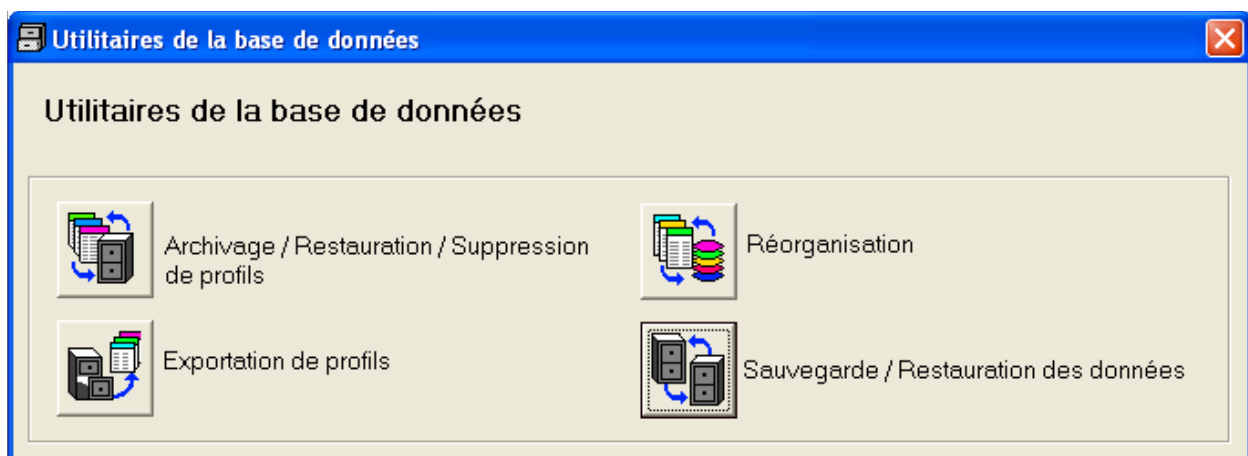 Utilitaires de la base de données
Utilitaires de la base de données
Archivage / Restauration / Suppression
de profils
Réorganisation
Exportation de profils
Sauvegarde / Restauration des données